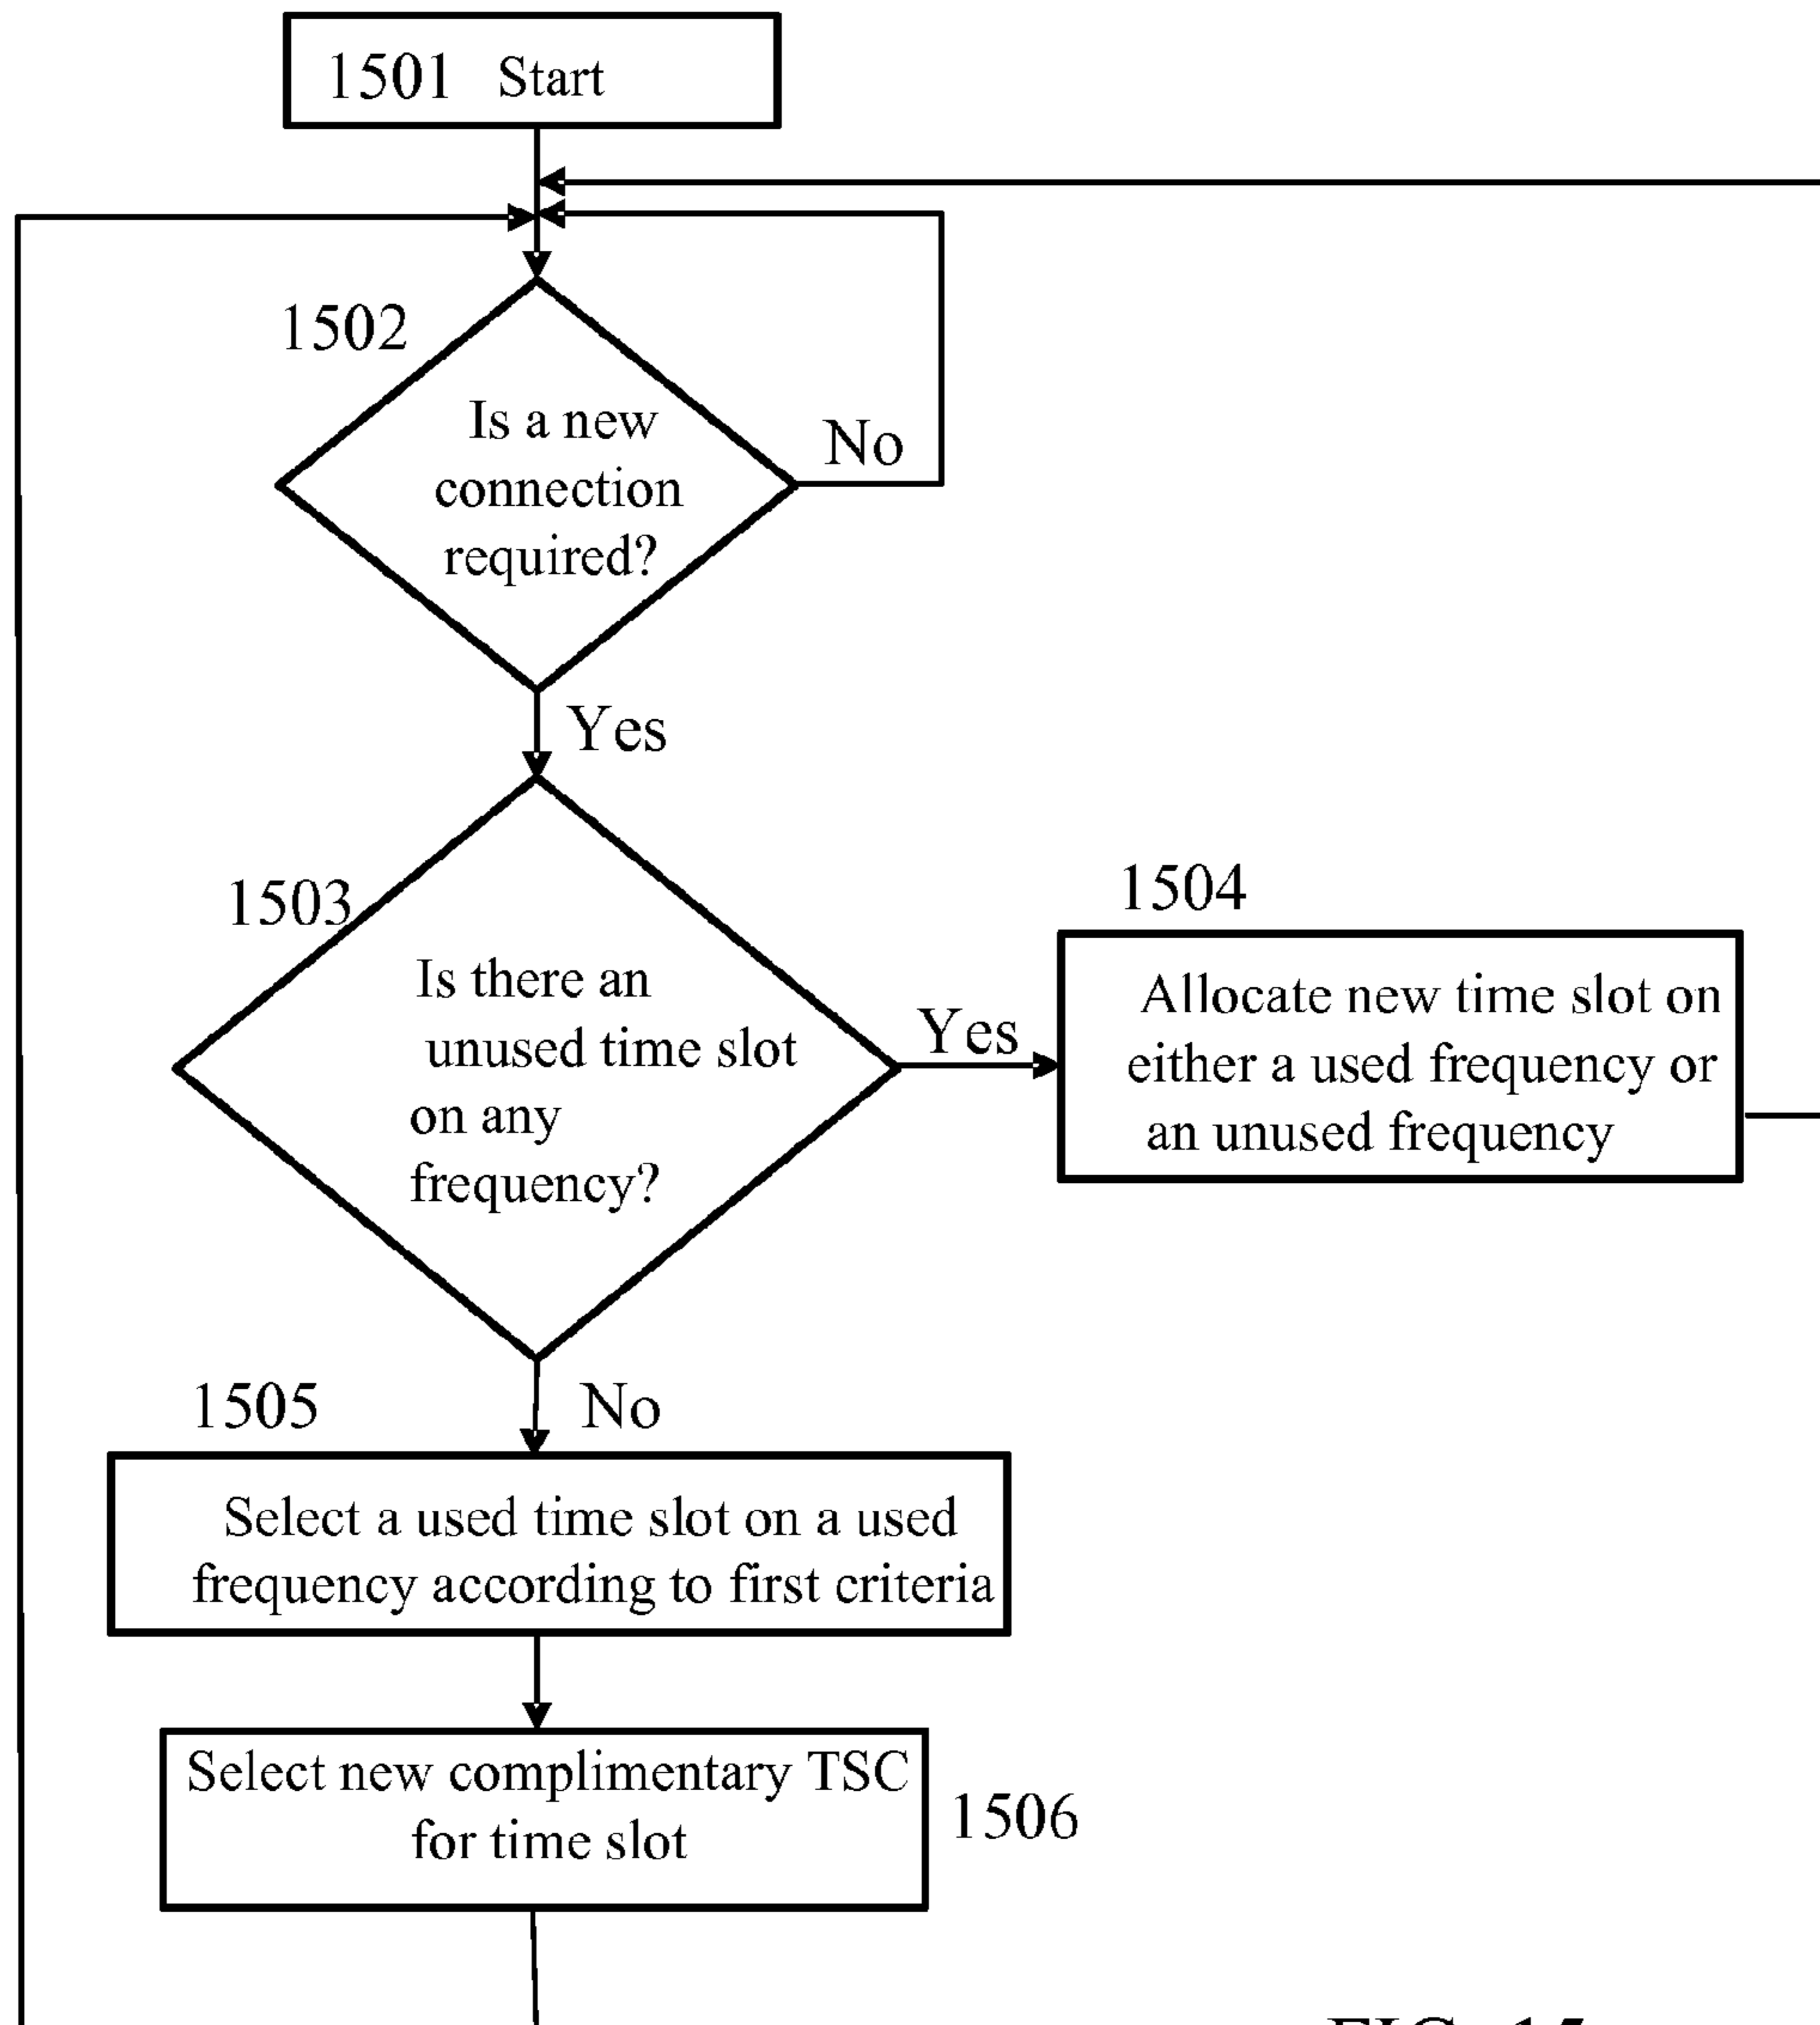 1501 Start
1502
Is a new
connection
required?
No
Yes
1503
Is there an
unused time slot
on any
frequency?
Yes
1504
Allocate new time slot on
either a used frequency or
an unused frequency
1505
No
Select a used time slot on a used
frequency according to first criteria
Select new complimentary TSC
for time slot
1506
FIG. 15